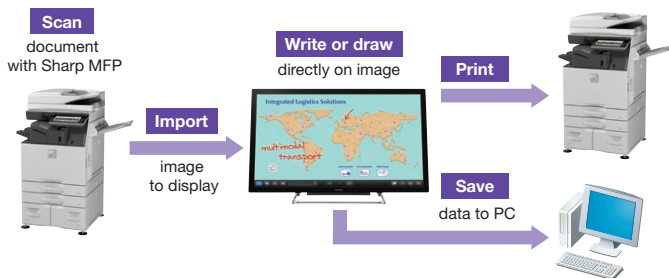 Scan
document
with Sharp MFP
Import
image
to display
Write or draw
directly on image
Integrated Logistics Solutions
multimodal
transport
Print
Save
data to PC